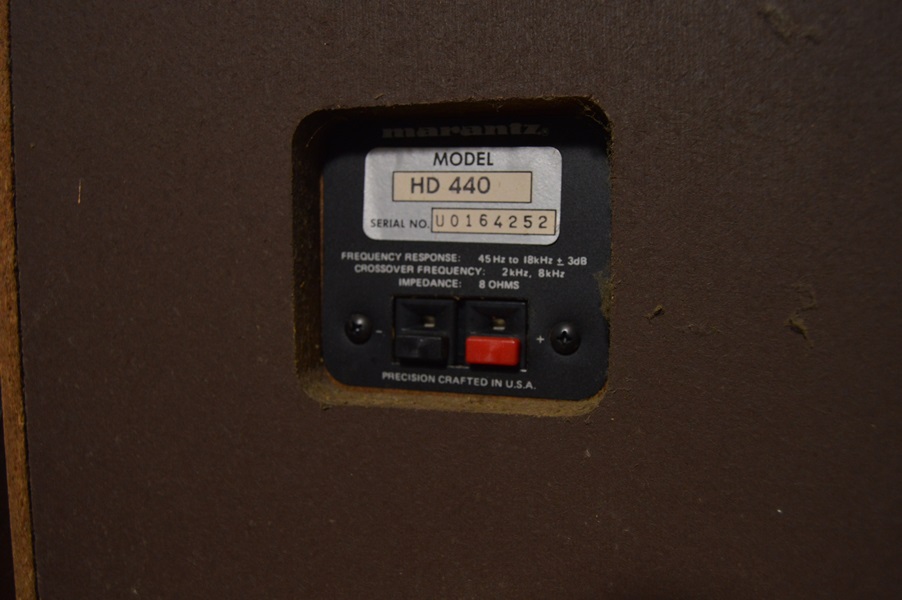 marantz
MODEL
HD 440
SERIAL NO. U0164252
FREQUENCY RESPONSE: 45Hz to 18kHz ± 3dB
CROSSOVER FREQUENCY: 2kHz, 8kHz
IMPEDANCE: 8 OHMS
- +
PRECISION CRAFTED IN U.S.A.